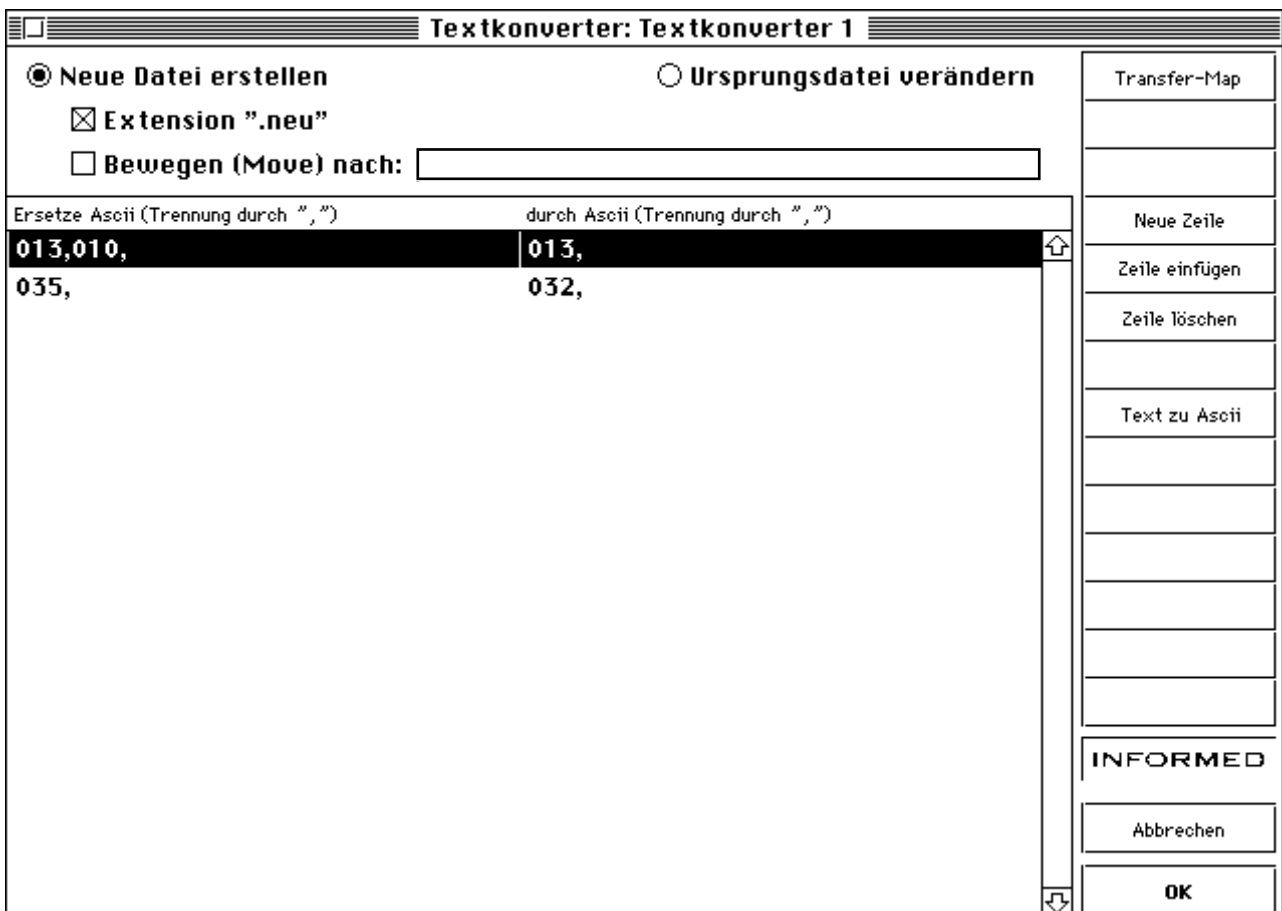 Textkonverter: Textkonverter 1
Neue Datei erstellen
Ursprungsdatei verändern
Extension ".neu"
Bewegen (Move) nach:
Ersetze Ascii (Trennung durch ",")
durch Ascii (Trennung durch ",")
013,010,
013,
035,
032,
Transfer-Map
Neue Zeile
Zeile einfügen
Zeile löschen
Text zu Ascii
INFORMED
Abbrechen
OK